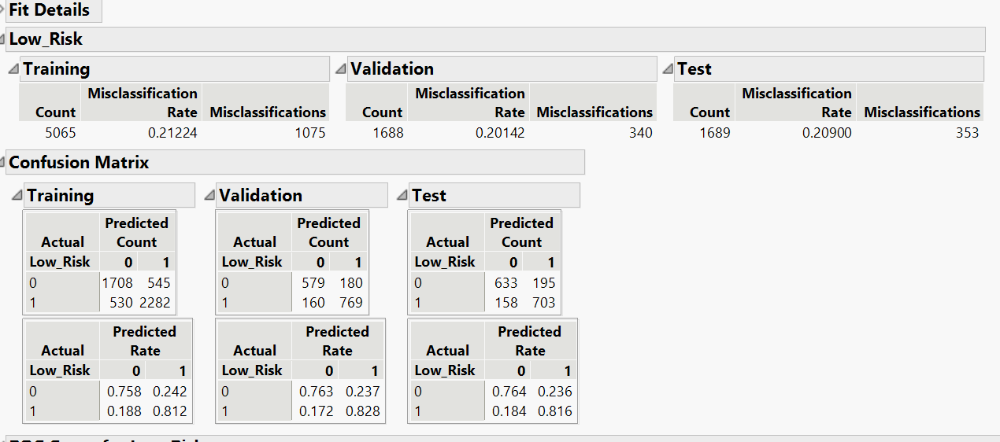 Fit Details
Low_Risk
Training Validation Test
Misclassification Misclassification Misclassification
Count Rate Misclassifications Count Rate Misclassifications Count Rate Misclassifications
5065 0.21224 1075 1688 0.20142 340 1689 0.20900 353
Confusion Matrix
Training Validation Test
Predicted Predicted Predicted
Actual Count Actual Count Actual Count
Low_Risk 0 1 Low_Risk 0 1 Low_Risk 0 1
0 1708 545 0 579 180 0 633 195
1 530 2282 1 160 769 1 158 703
Predicted Predicted Predicted
Actual Rate Actual Rate Actual Rate
Low_Risk 0 1 Low_Risk 0 1 Low_Risk 0 1
0 0.758 0.242 0 0.763 0.237 0 0.764 0.236
1 0.188 0.812 1 0.172 0.828 1 0.184 0.816